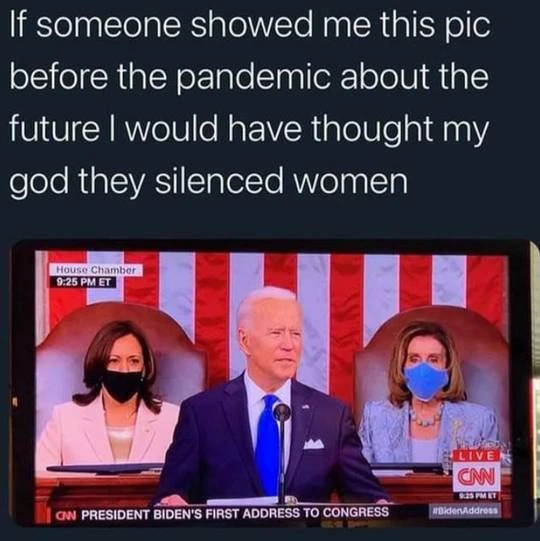 If someone showed me this pic
before the pandemic about the
future I would have thought my
god they silenced women
House Chamber
9:25 PM ET
LIVE
CNN
9:25 PM ET
CNN PRESIDENT BIDEN'S FIRST ADDRESS TO CONGRESS
#BidenAddress